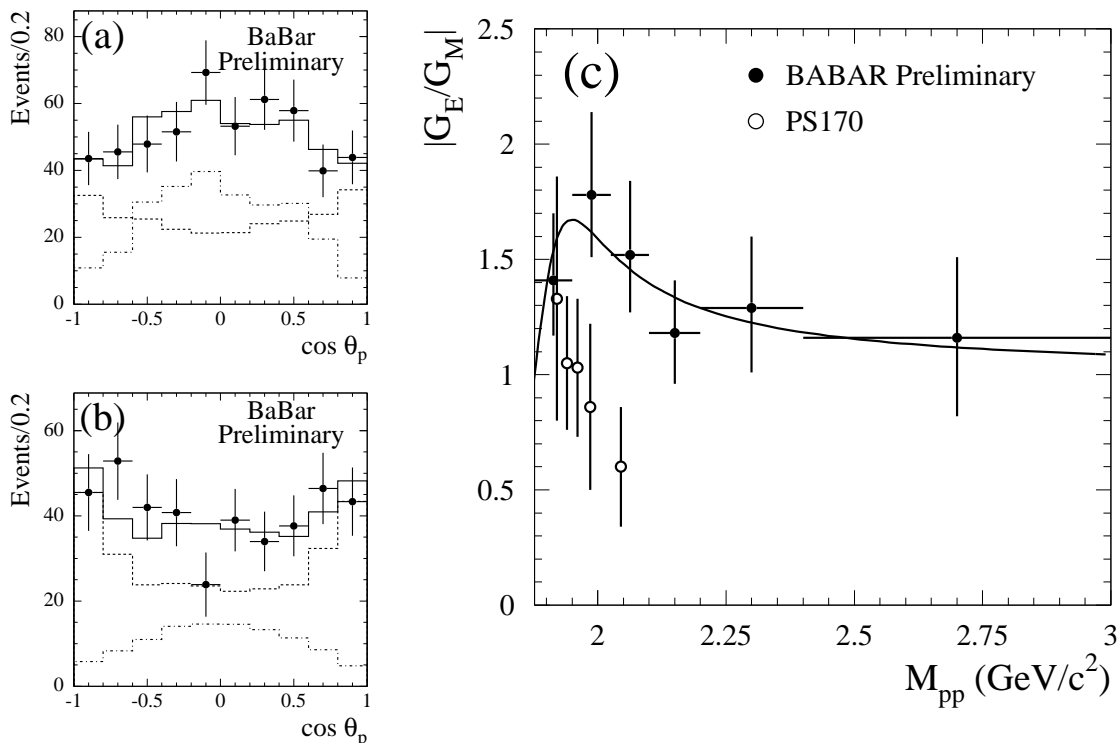 (a)
BaBar
Preliminary
Events/0.2
80
60
40
20
0
-1 -0.5 0 0.5 1
cos θp
(b)
BaBar
Preliminary
Events/0.2
60
40
20
0
-1 -0.5 0 0.5 1
cos θp
(c)
BABAR Preliminary
PS170
|GE/GM|
2.5
2
1.5
1
0.5
0
2 2.25 2.5 2.75 3
Mpp (GeV/c2)